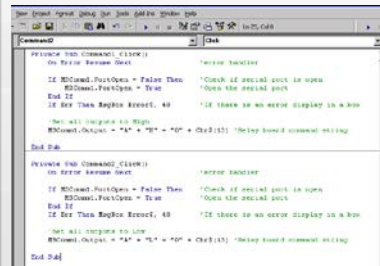 View Project Format Debug Run Tools Add-Ins Window Help
Ln 25, Col 8
Command2 Click
Private Sub Command1_Click()
On Error Resume Next 'error handler
If MSComm1.PortOpen = False Then 'Check if serial port is open
MSComm1.PortOpen = True 'Open the serial port
End If
If Err Then MsgBox Error$, 48 'If there is an error display in a box
'Set all outputs to High
MSComm1.Output = "A" + "H" + "0" + Chr$(13) 'Relay board command string
End Sub
Private Sub Command2_Click()
On Error Resume Next 'error handler
If MSComm1.PortOpen = False Then 'Check if serial port is open
MSComm1.PortOpen = True 'Open the serial port
End If
If Err Then MsgBox Error$, 48 'If there is an error display in a box
'Set all outputs to Low
MSComm1.Output = "A" + "L" + "0" + Chr$(13) 'Relay board command string
End Sub